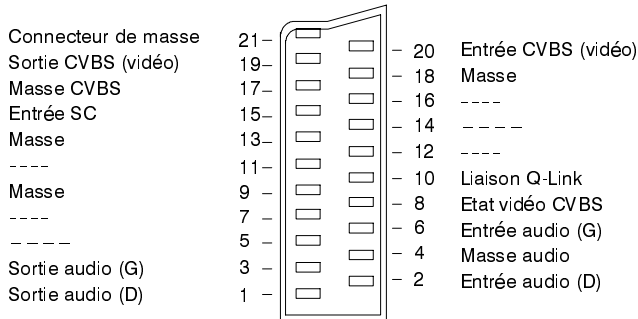 Connecteur de masse 21 –
Sortie CVBS (vidéo) 19 –
Masse CVBS 17 –
Entrée SC 15 –
Masse 13 –
---- 11 –
Masse 9 –
---- 7 –
– – – – 5 –
Sortie audio (G) 3 –
Sortie audio (D) 1 –
– 20 Entrée CVBS (vidéo)
– 18 Masse
– 16 ----
– 14 – – – –
– 12 ----
– 10 Liaison Q-Link
– 8 Etat vidéo CVBS
– 6 Entrée audio (G)
– 4 Masse audio
– 2 Entrée audio (D)